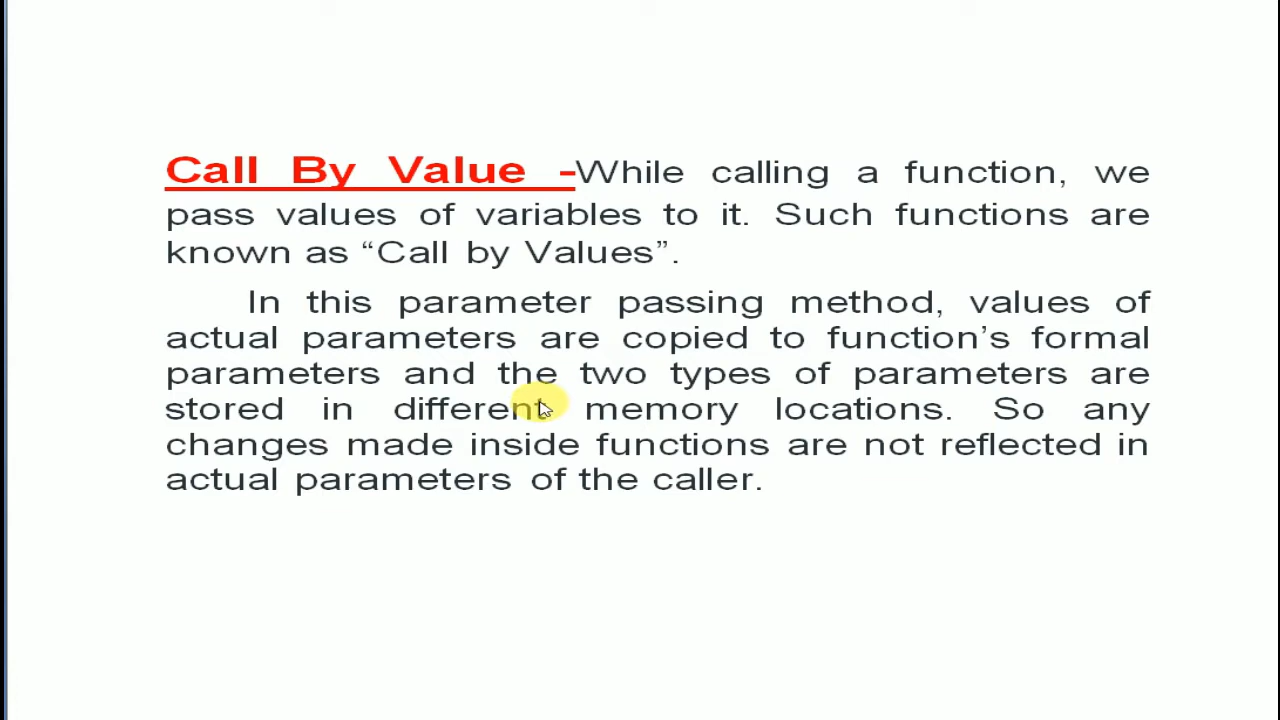 Call By Value -While calling a function, we
pass values of variables to it. Such functions are
known as “Call by Values”.
In this parameter passing method, values of
actual parameters are copied to function’s formal
parameters and the two types of parameters are
stored in different memory locations. So any
changes made inside functions are not reflected in
actual parameters of the caller.